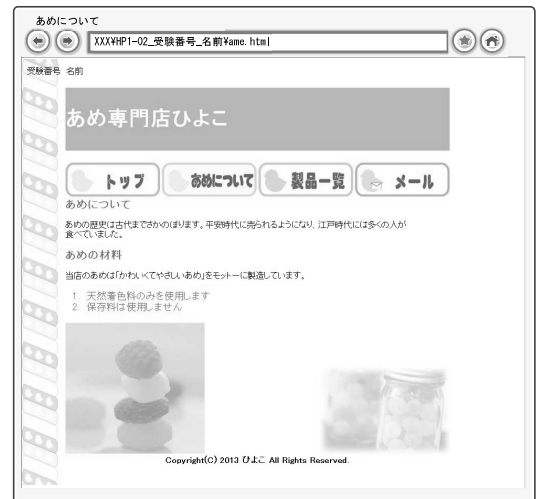 あめについて
XXX¥HP1-02_受験番号_名前¥ame.html
受験番号 名前
あめ専門店ひよこ
トップ あめについて 製品一覧 メール
あめについて
あめの歴史は古代までさかのぼります。平安時代に売られるようになり、江戸時代には多くの人が
食べていました。
あめの材料
当店のあめは「かわいくてやさしいあめ」をモットーに製造しています。
1. 天然着色料のみを使用します
2. 保存料は使用しません
Copyright(C) 2013 ひよこ All Rights Reserved.